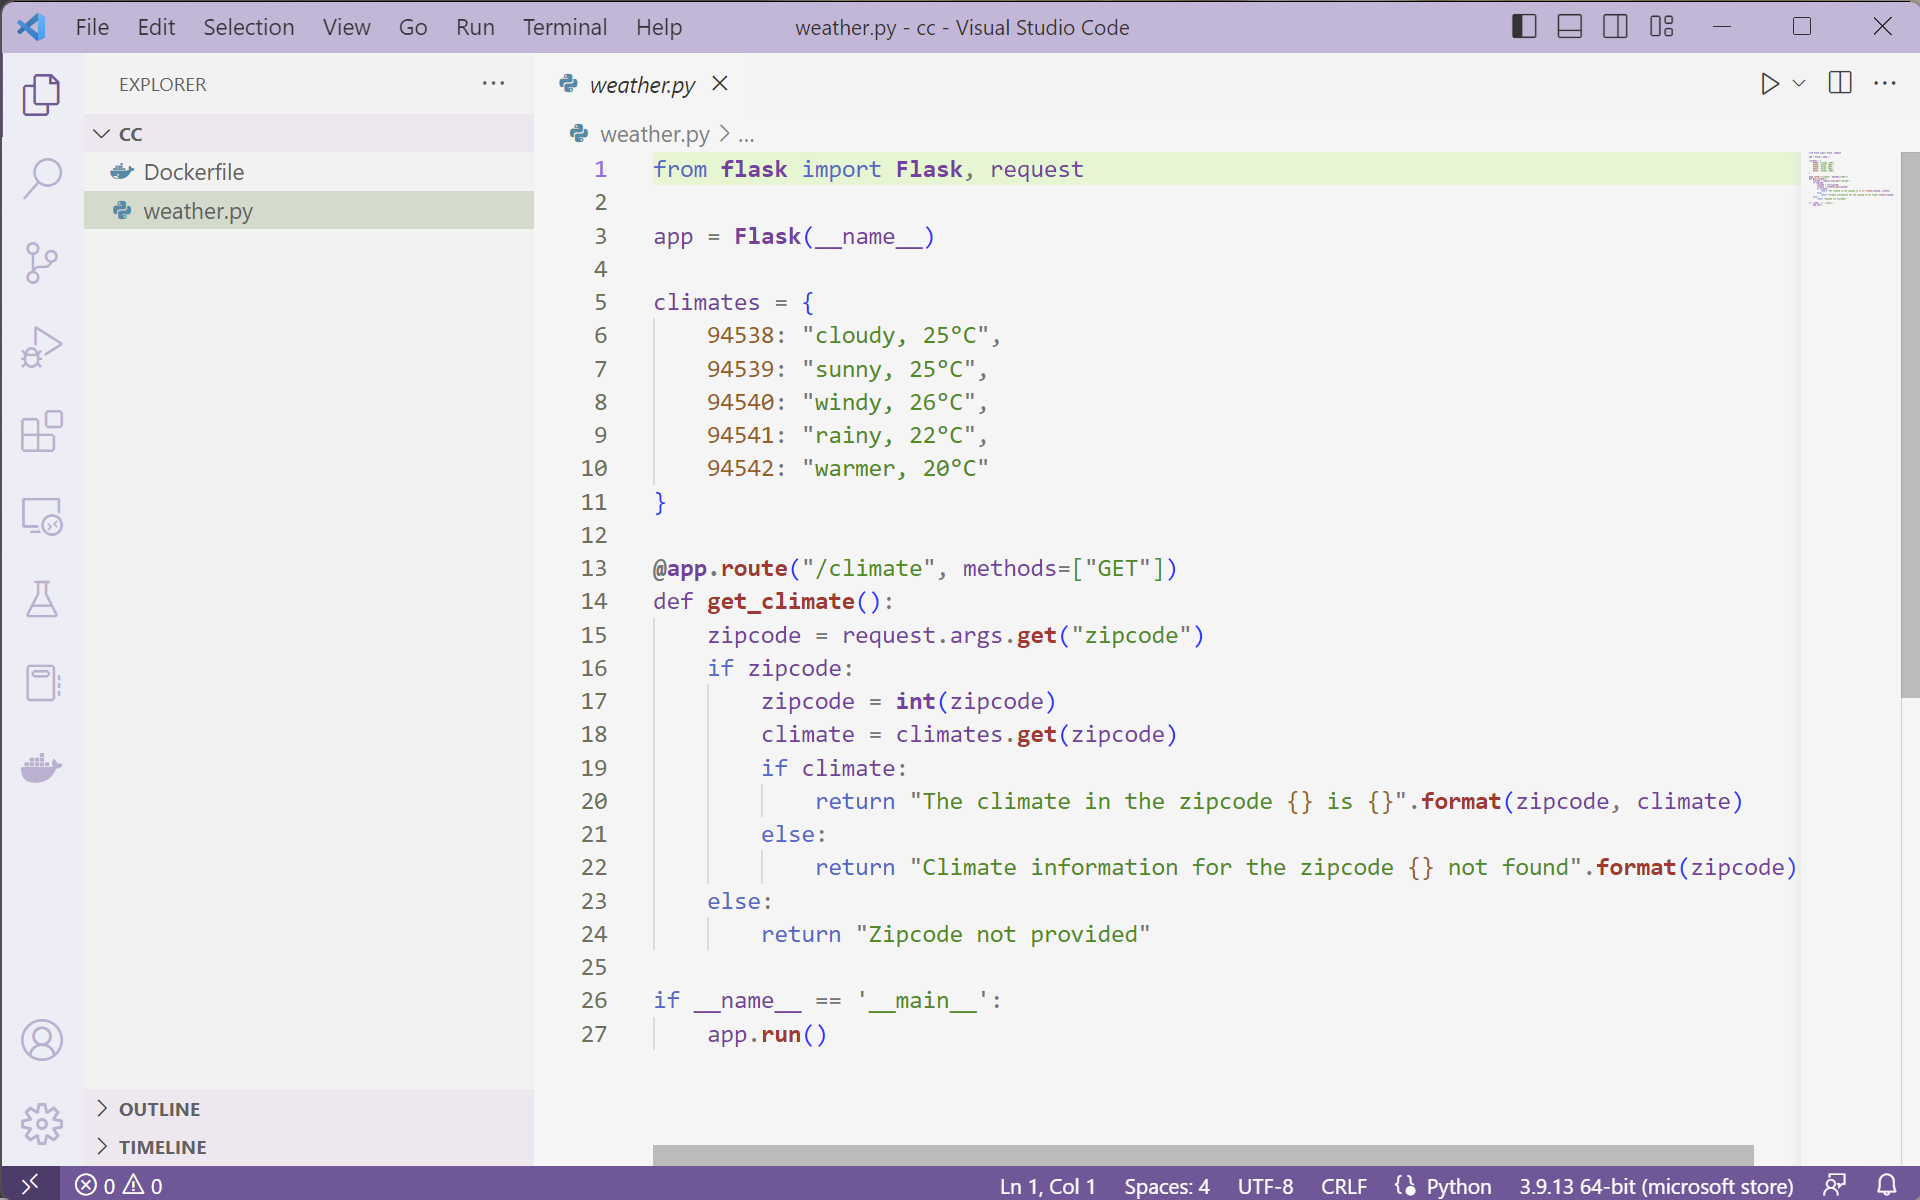 File Edit Selection View Go Run Terminal Help weather.py - cc - Visual Studio Code
EXPLORER
CC
Dockerfile
weather.py
OUTLINE
TIMELINE
weather.py
weather.py > ...
1 from flask import Flask, request
2
3 app = Flask(__name__)
4
5 climates = {
6     94538: "cloudy, 25°C",
7     94539: "sunny, 25°C",
8     94540: "windy, 26°C",
9     94541: "rainy, 22°C",
10     94542: "warmer, 20°C"
11 }
12
13 @app.route("/climate", methods=["GET"])
14 def get_climate():
15     zipcode = request.args.get("zipcode")
16     if zipcode:
17         zipcode = int(zipcode)
18         climate = climates.get(zipcode)
19         if climate:
20             return "The climate in the zipcode {} is {}".format(zipcode, climate)
21         else:
22             return "Climate information for the zipcode {} not found".format(zipcode)
23     else:
24         return "Zipcode not provided"
25
26 if __name__ == '__main__':
27     app.run()
0 0 Ln 1, Col 1 Spaces: 4 UTF-8 CRLF Python 3.9.13 64-bit (microsoft store)